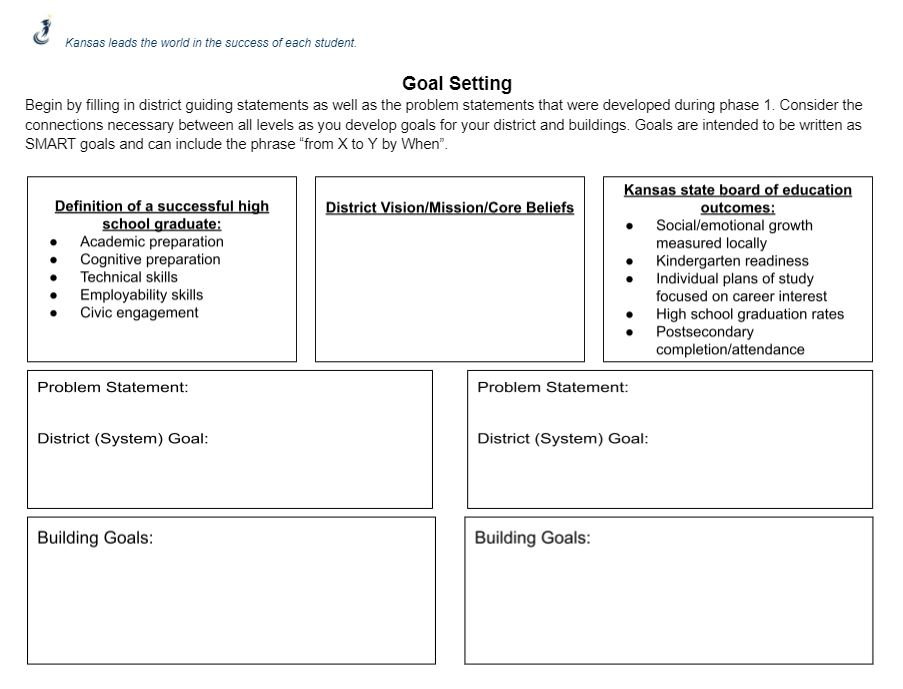 Kansas leads the world in the success of each student.
Goal Setting
Begin by filling in district guiding statements as well as the problem statements that were developed during phase 1. Consider the
connections necessary between all levels as you develop goals for your district and buildings. Goals are intended to be written as
SMART goals and can include the phrase “from X to Y by When”.
Definition of a successful high
school graduate:
● Academic preparation
● Cognitive preparation
● Technical skills
● Employability skills
● Civic engagement
District Vision/Mission/Core Beliefs
Kansas state board of education
outcomes:
● Social/emotional growth
measured locally
● Kindergarten readiness
● Individual plans of study
focused on career interest
● High school graduation rates
● Postsecondary
completion/attendance
Problem Statement:
District (System) Goal:
Problem Statement:
District (System) Goal:
Building Goals:
Building Goals: